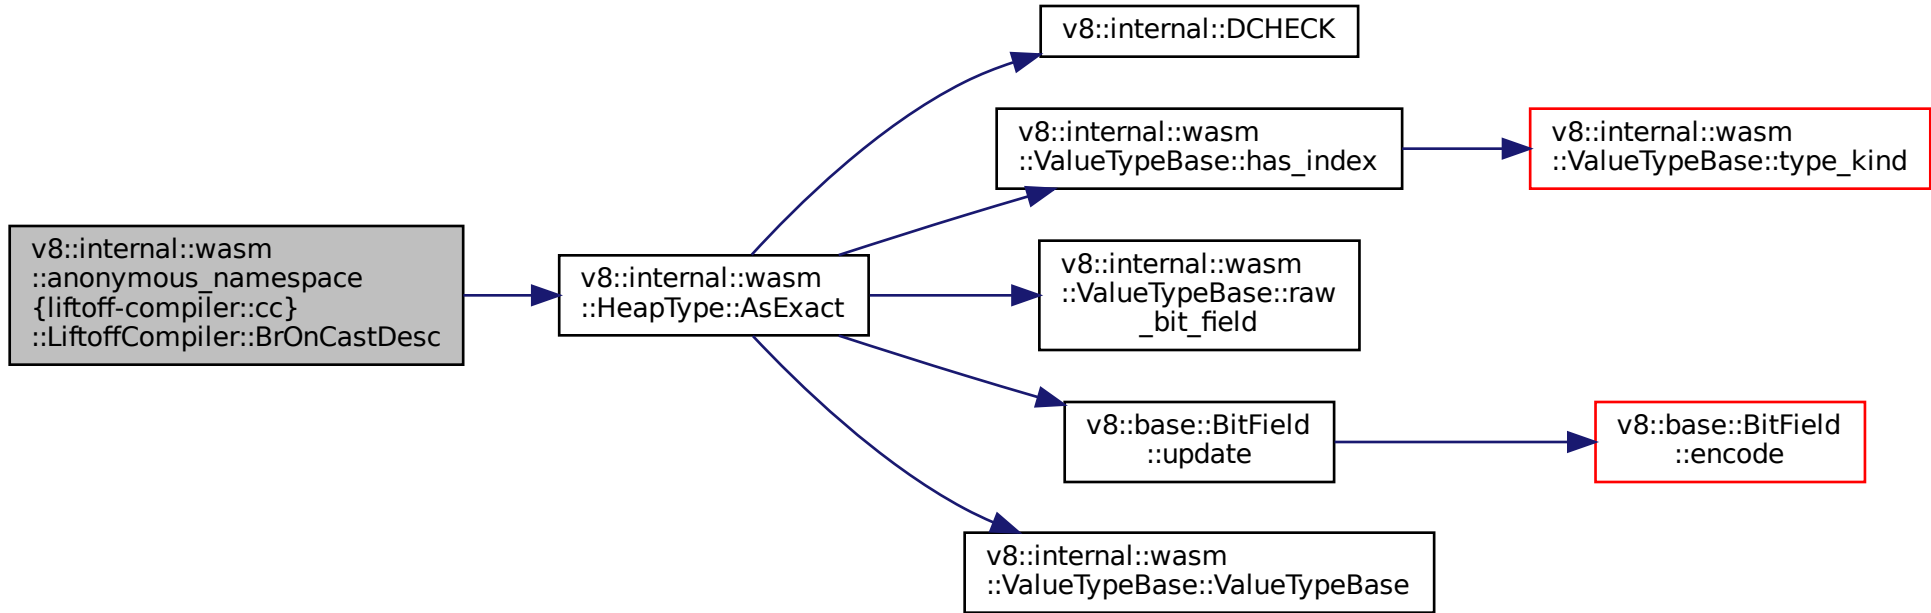 v8::internal::wasm
::anonymous_namespace
{liftoff-compiler::cc}
::LiftoffCompiler::BrOnCastDesc
v8::internal::wasm
::HeapType::AsExact
v8::internal::DCHECK
v8::internal::wasm
::ValueTypeBase::has_index
v8::internal::wasm
::ValueTypeBase::type_kind
v8::internal::wasm
::ValueTypeBase::raw
_bit_field
v8::base::BitField
::update
v8::base::BitField
::encode
v8::internal::wasm
::ValueTypeBase::ValueTypeBase